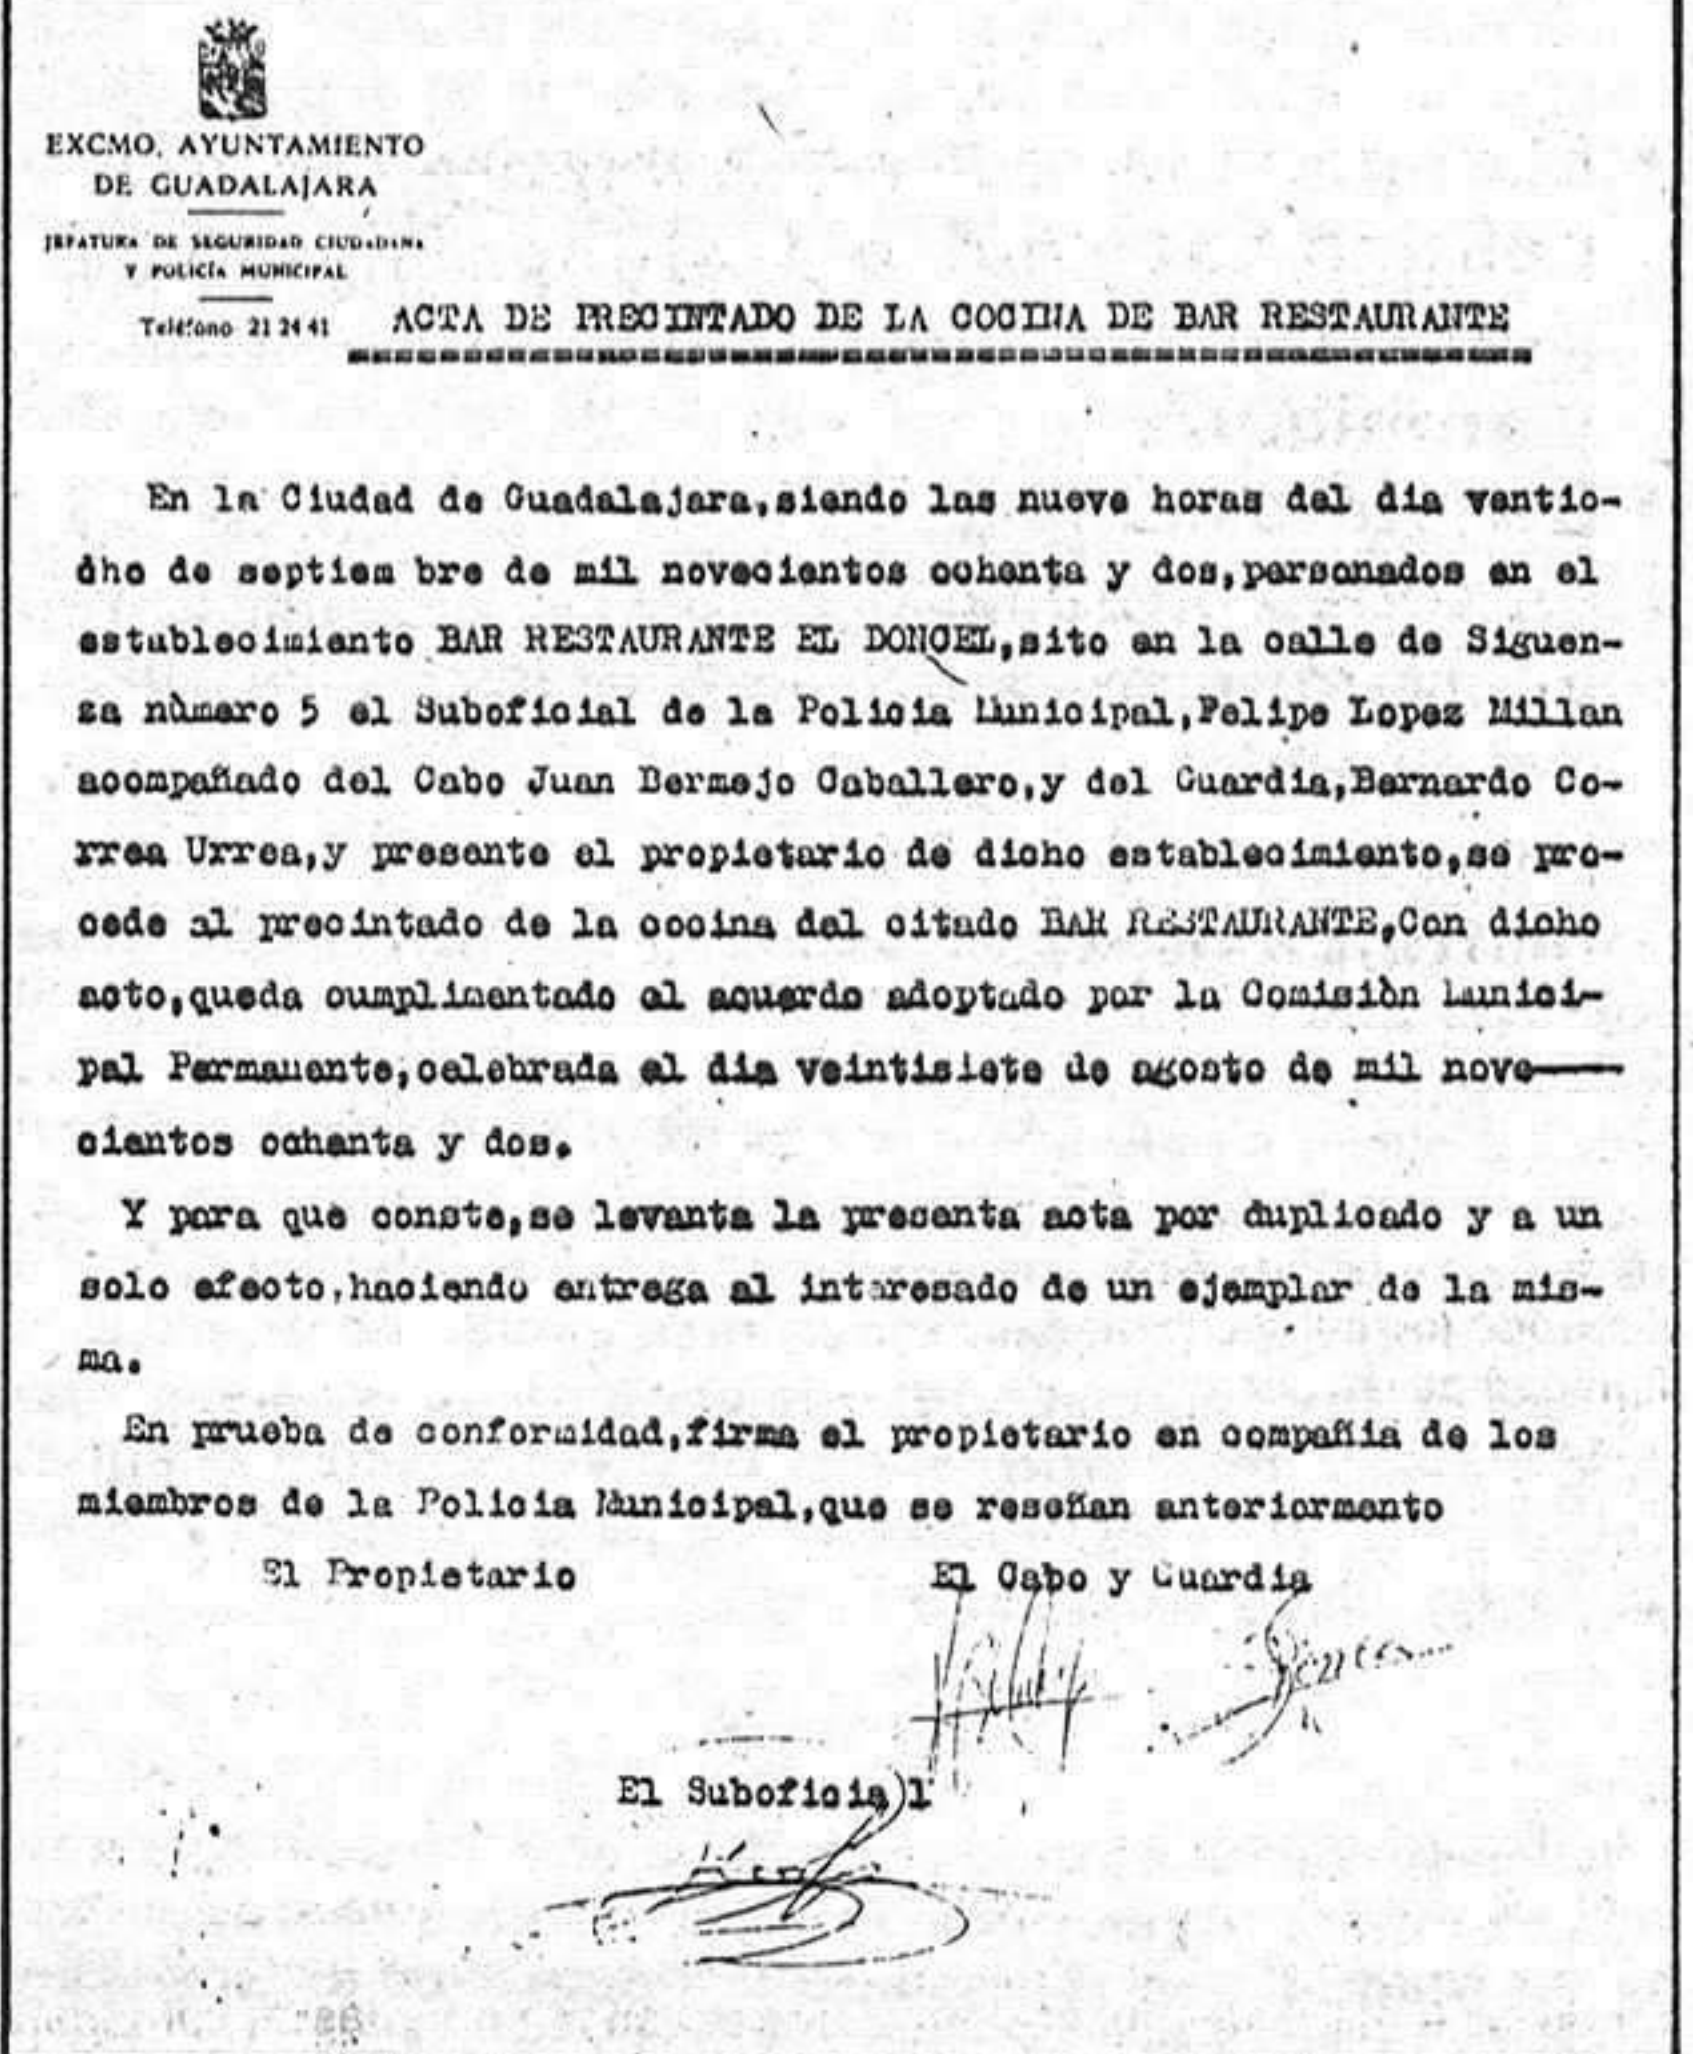 EXCMO. AYUNTAMIENTO
DE GUADALAJARA
JEFATURA DE SEGURIDAD CIUDADANA
Y POLICÍA MUNICIPAL
Teléfono 21 24 41
ACTA DE PRECINTADO DE LA COCINA DE BAR RESTAURANTE
En la Ciudad de Guadalajara,siendo las nueve horas del dia ventio-
cho de septiem bre de mil novecientos ochenta y dos,personados en el
establecimiento BAR RESTAURANTE EL DONCEL,sito en la calle de Siguen-
za nùmero 5 el Suboficial de la Policia Municipal,Felipe Lopez Millan
acompañado del Cabo Juan Bermejo Caballero,y del Guardia,Bernardo Co-
rrea Urrea,y presente el propietario de dicho establecimiento,se pro-
cede al precintado de la cocina del citado BAR RESTAURANTE,Con dicho
acto,queda cumplimentado el acuerdo adoptado por la Comisiòn Munici-
pal Permanente,celebrada el dia veintisiete de agosto de mil nove——
cientos ochenta y dos.
Y para que conste,se levanta la presente acta por duplicado y a un
solo efecto,haciendo entrega al interesado de un ejemplar de la mis-
ma.
En prueba de conformidad,firma el propietario en compañia de los
miembros de la Policia Municipal,que se reseñan anteriormente
El Propietario
El Cabo y Guardia
El Suboficial